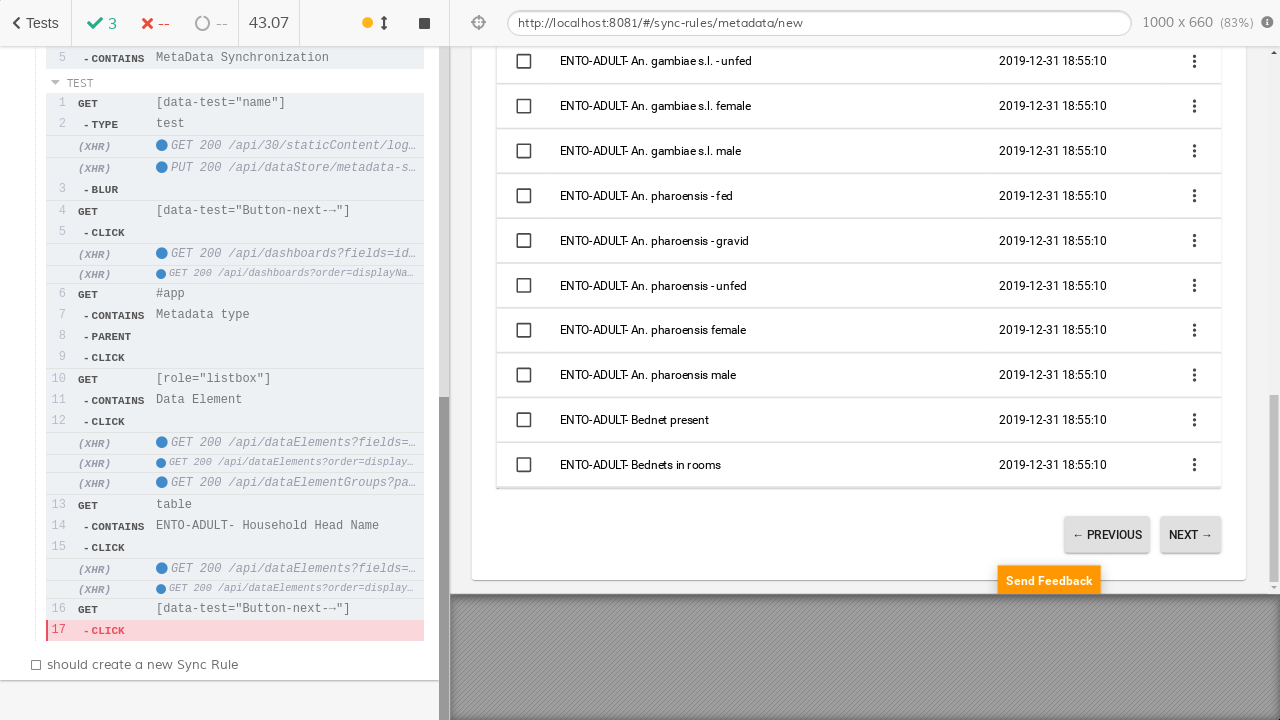 Tests
3
--
--
43.07
5 - CONTAINS MetaData Synchronization
TEST
1 GET [data-test="name"]
2 - TYPE test
(XHR) GET 200 /api/30/staticContent/log…
(XHR) PUT 200 /api/dataStore/metadata-s…
3 - BLUR
4 GET [data-test="Button-next-→"]
5 - CLICK
(XHR) GET 200 /api/dashboards?fields=id…
(XHR) GET 200 /api/dashboards?order=displayNa…
6 GET #app
7 - CONTAINS Metadata type
8 - PARENT
9 - CLICK
10 GET [role="listbox"]
11 - CONTAINS Data Element
12 - CLICK
(XHR) GET 200 /api/dataElements?fields=…
(XHR) GET 200 /api/dataElements?order=display…
(XHR) GET 200 /api/dataElementGroups?pa…
13 GET table
14 - CONTAINS ENTO-ADULT- Household Head Name
15 - CLICK
(XHR) GET 200 /api/dataElements?fields=…
(XHR) GET 200 /api/dataElements?order=display…
16 GET [data-test="Button-next-→"]
17 - CLICK
should create a new Sync Rule
http://localhost:8081/#/sync-rules/metadata/new
1000 x 660 (83%)
ENTO-ADULT- An. gambiae s.l. - unfed 2019-12-31 18:55:10
ENTO-ADULT- An. gambiae s.l. female 2019-12-31 18:55:10
ENTO-ADULT- An. gambiae s.l. male 2019-12-31 18:55:10
ENTO-ADULT- An. pharoensis - fed 2019-12-31 18:55:10
ENTO-ADULT- An. pharoensis - gravid 2019-12-31 18:55:10
ENTO-ADULT- An. pharoensis - unfed 2019-12-31 18:55:10
ENTO-ADULT- An. pharoensis female 2019-12-31 18:55:10
ENTO-ADULT- An. pharoensis male 2019-12-31 18:55:10
ENTO-ADULT- Bednet present 2019-12-31 18:55:10
ENTO-ADULT- Bednets in rooms 2019-12-31 18:55:10
← PREVIOUS NEXT →
Send Feedback